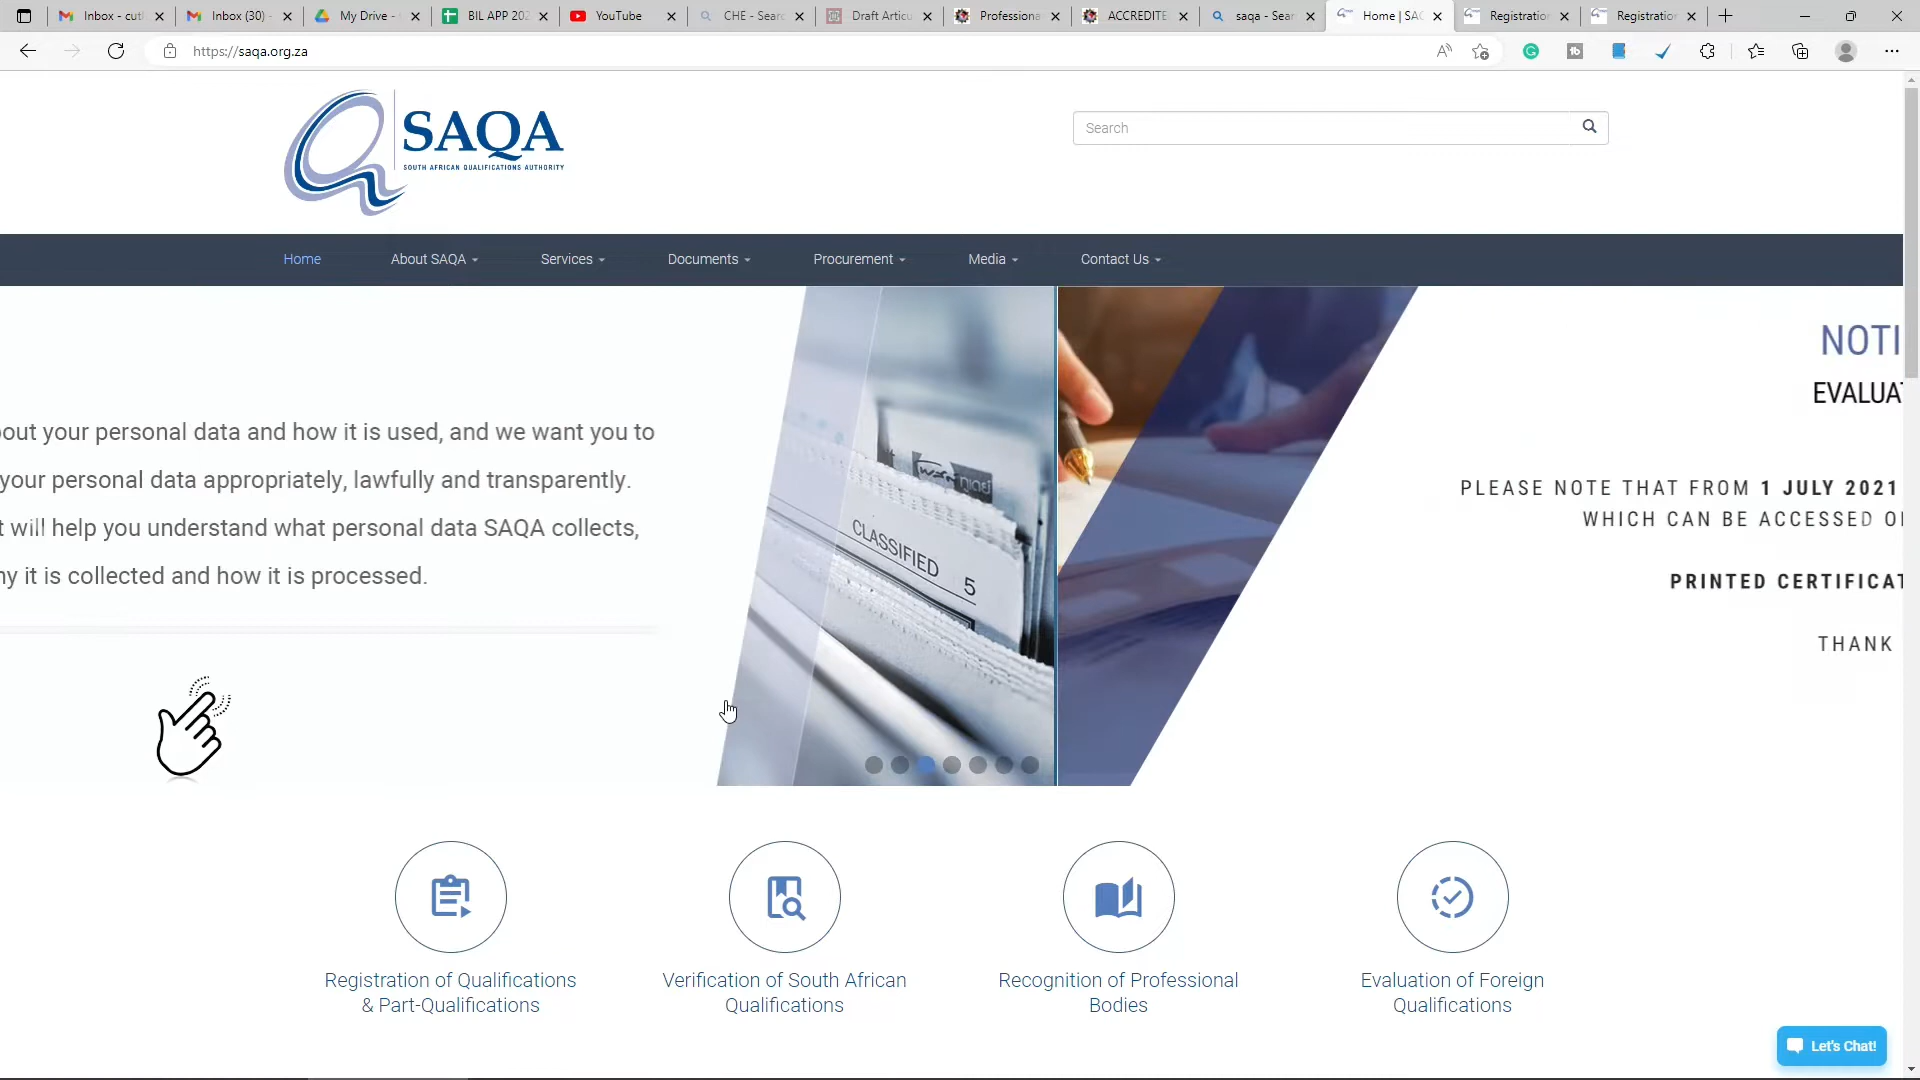 Inbox - cutl
Inbox (30) -
My Drive -
BIL APP 202
YouTube
CHE - Sear
Draft Articu
Professiona
ACCREDITE
saqa - Sear
Home | SAC
Registration
Registration
https://saqa.org.za
SAQA
SOUTH AFRICAN QUALIFICATIONS AUTHORITY
Search
Home
About SAQA
Services
Documents
Procurement
Media
Contact Us
out your personal data and how it is used, and we want you to
your personal data appropriately, lawfully and transparently.
t will help you understand what personal data SAQA collects,
hy it is collected and how it is processed.
CLASSIFIED 5
NOTI
EVALUAT
PLEASE NOTE THAT FROM 1 JULY 2021
WHICH CAN BE ACCESSED O
PRINTED CERTIFICAT
THANK
Registration of Qualifications
& Part-Qualifications
Verification of South African
Qualifications
Recognition of Professional
Bodies
Evaluation of Foreign
Qualifications
Let's Chat!